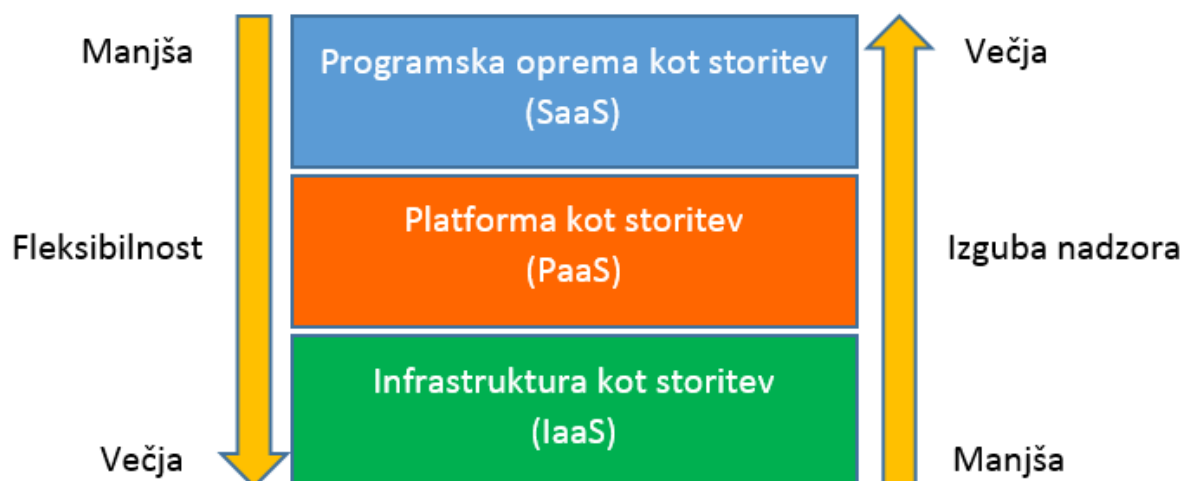 Manjša
Programska oprema kot storitev
(SaaS)
Večja
Fleksibilnost
Platforma kot storitev
(PaaS)
Izguba nadzora
Infrastruktura kot storitev
(IaaS)
Večja
Manjša